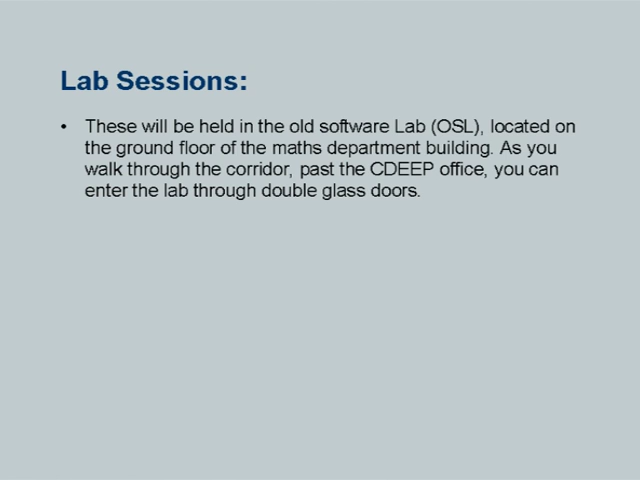 Lab Sessions:
• These will be held in the old software Lab (OSL), located on
the ground floor of the maths department building. As you
walk through the corridor, past the CDEEP office, you can
enter the lab through double glass doors.